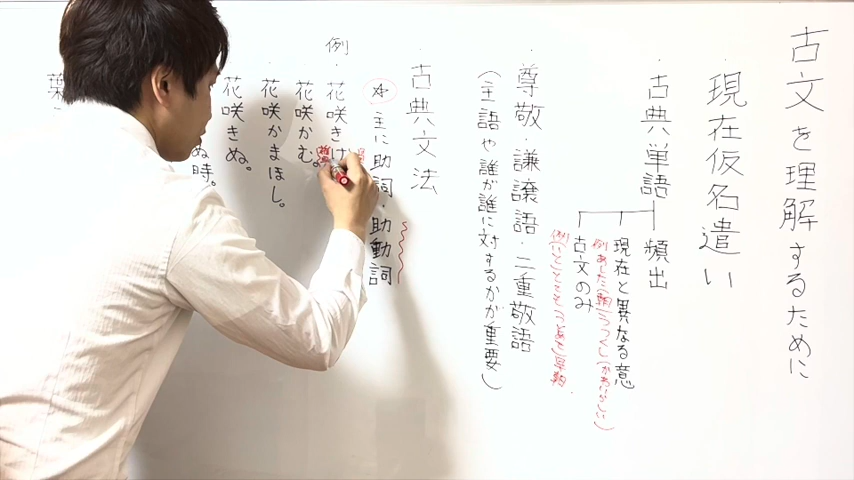 古文を理解するために
現在仮名遣い
・古典単語
頻出
現在と異なる意
古文のみ
・尊敬・謙譲語・二重敬語
(主語や誰が誰に対するかが重要)
・古典文法
主に助詞・助動詞
例・花咲きけ
花咲かむ。
・花咲かまほし。
花咲きぬ。
ぬ時。
葉